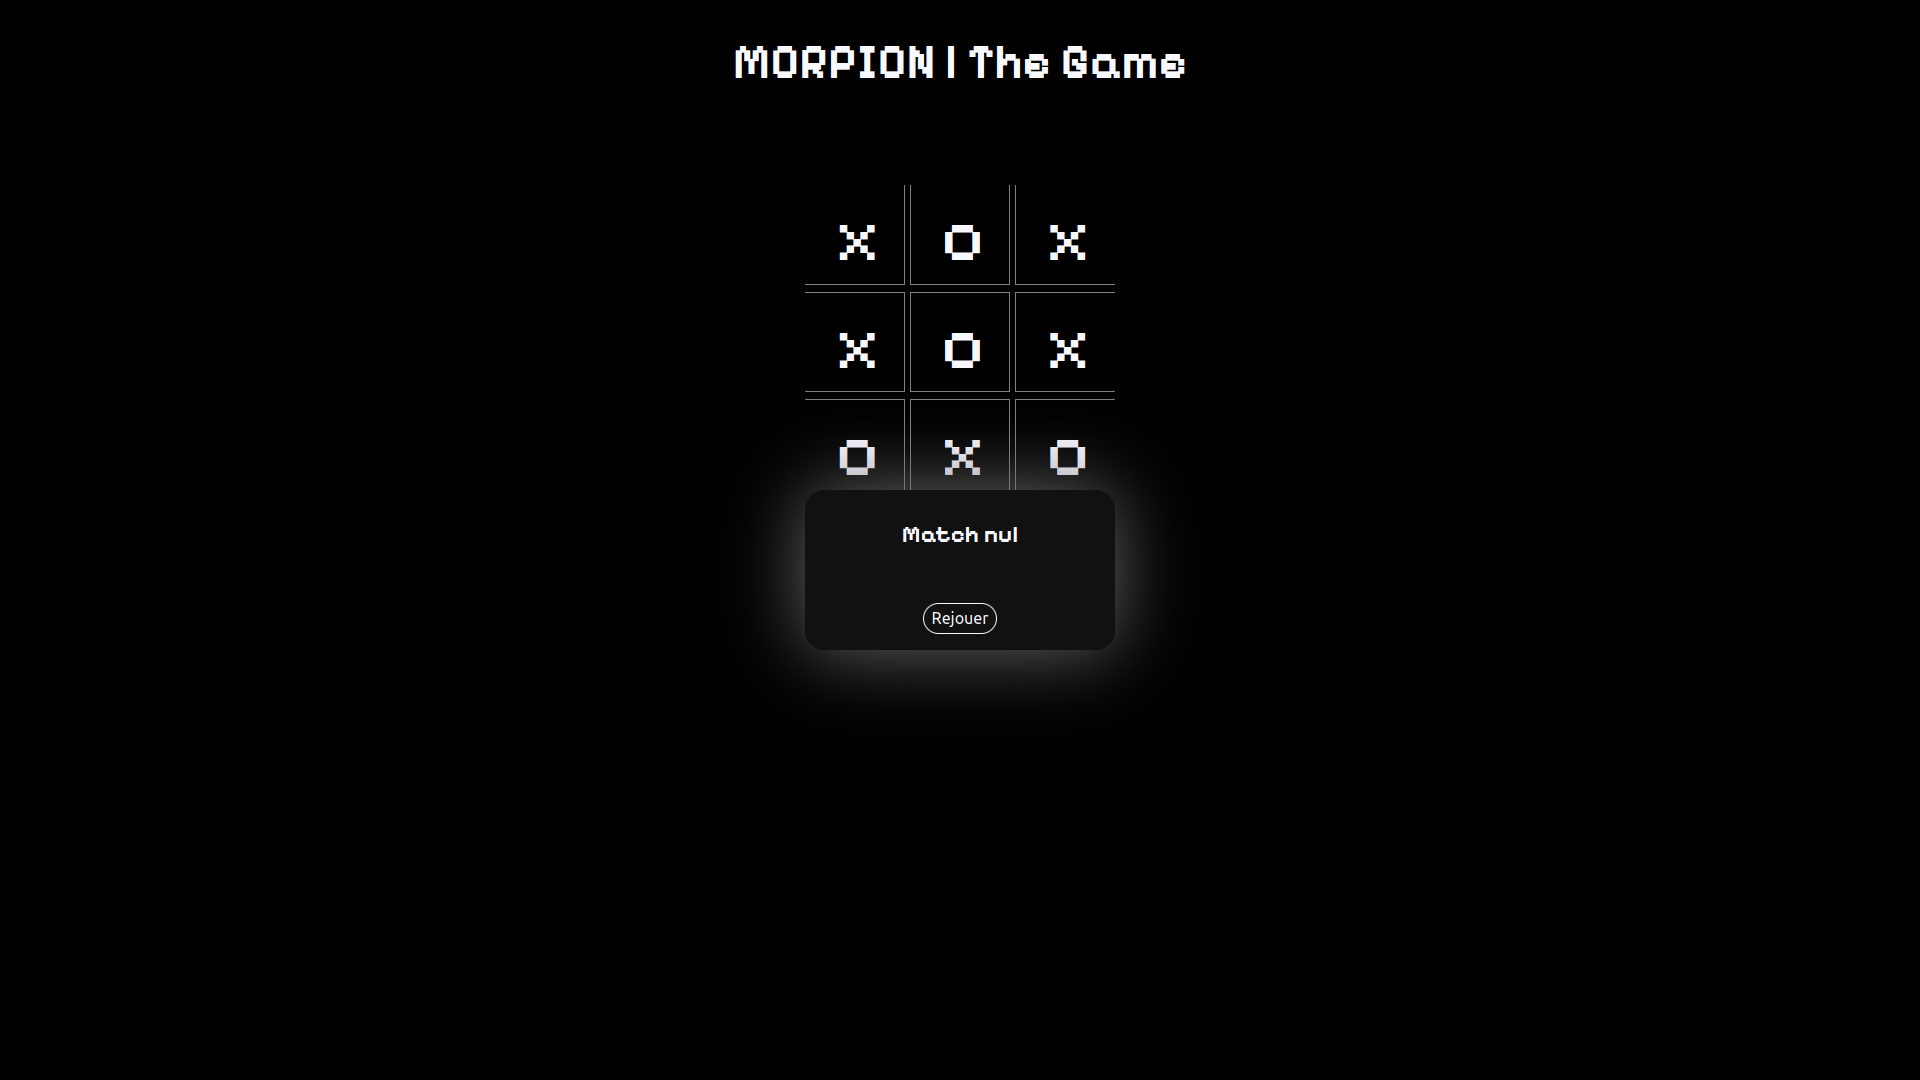 MORPION | The Game
X O X
X O X
O X O
Match nul
Rejouer